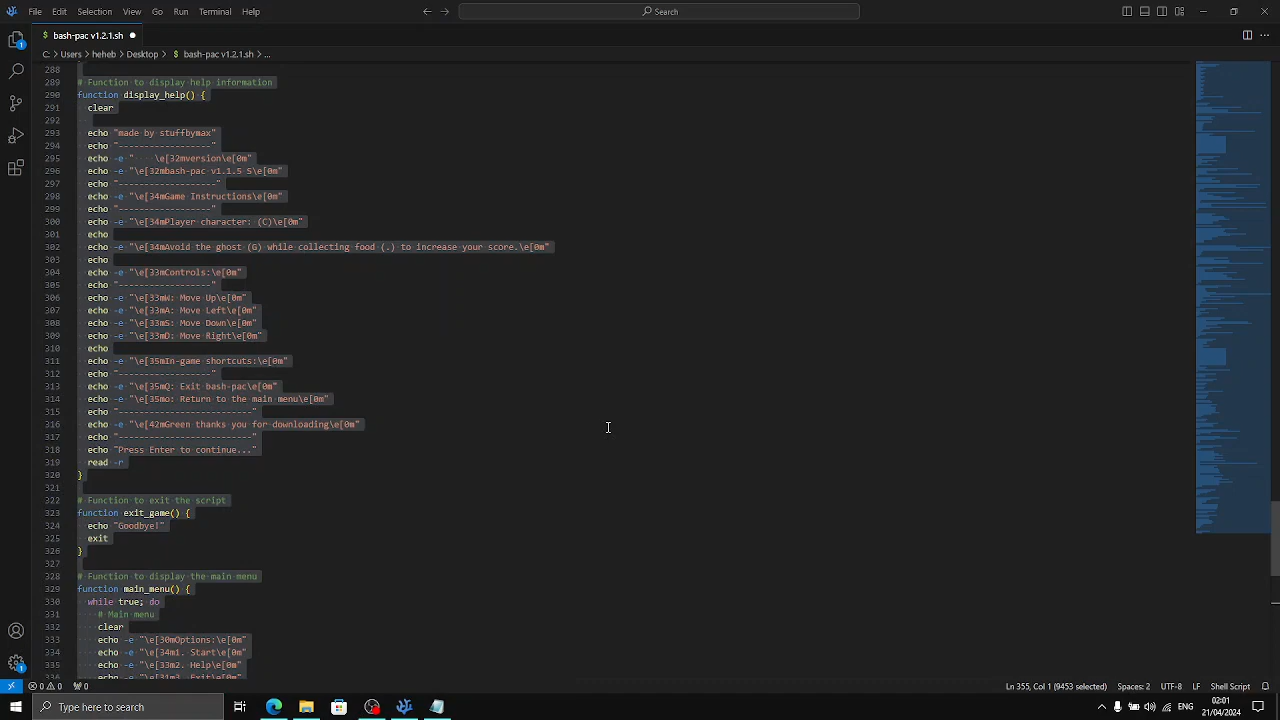 File Edit Selection View Go Run Terminal Help
Search
$ bash-pac v1.2.1.sh
C: > Users > heheb > Desktop > $ bash-pac v1.2.1.sh > ...
288
289 # Function to display help information
290 function display_help() {
291 clear
292
293 echo "made by stuffbymax"
294 echo "-----------------"
295 echo -e "    \e[32mversion\e[0m"
296 echo -e "\e[32mbash-pac v1.1.5 S\e[0m"
297 echo "-----------------"
298 echo -e "\e[34mGame Instructions\e[0m"
299 echo "-----------------"
300 echo -e "\e[34mPlayer character: (C)\e[0m"
301 echo
302 echo -e "\e[34mAvoid the ghost (G) while collecting food (.) to increase your score.\e[0m"
303 echo
304 echo -e "\e[33mControls:\e[0m"
305 echo "-----------------"
306 echo -e "\e[33mA: Move Up\e[0m"
307 echo -e "\e[33mW: Move Left\e[0m"
308 echo -e "\e[33mS: Move Down\e[0m"
309 echo -e "\e[33mD: Move Right\e[0m"
310 echo
311 echo -e "\e[35mIn-game shortcuts:\e[0m"
312 echo "-----------------"
313 echo -e "\e[35mQ: Exit bash-pac\e[0m"
315 echo -e "\e[35mo: Return to the main menu\e[0m"
315 echo "-------------------------"
316 echo -e "\e[42mGreen thanks you for downloading\e[0m"
317 echo "-------------------------"
318 echo "Press Enter to continue..."
319 read -r
320 }
321
322 # Function to exit the script
323 function exit_game() {
324 echo "Goodbye!"
325 exit
326 }
327
328 # Function to display the main menu
329 function main_menu() {
330 while true; do
331 # Main menu
332 clear
333 echo -e "\e[30mOptions:\e[0m"
334 echo -e "\e[34m1. Start\e[0m"
335 echo -e "\e[33m2. Help\e[0m"
336 echo -e "\e[34m3. Exit\e[0m"
0 0 0
Ln 355, Col 1 (9453 selected) Spaces: 2 UTF-8 LF Shell Script
Type here to search
ENG
02:01
21/04/2024